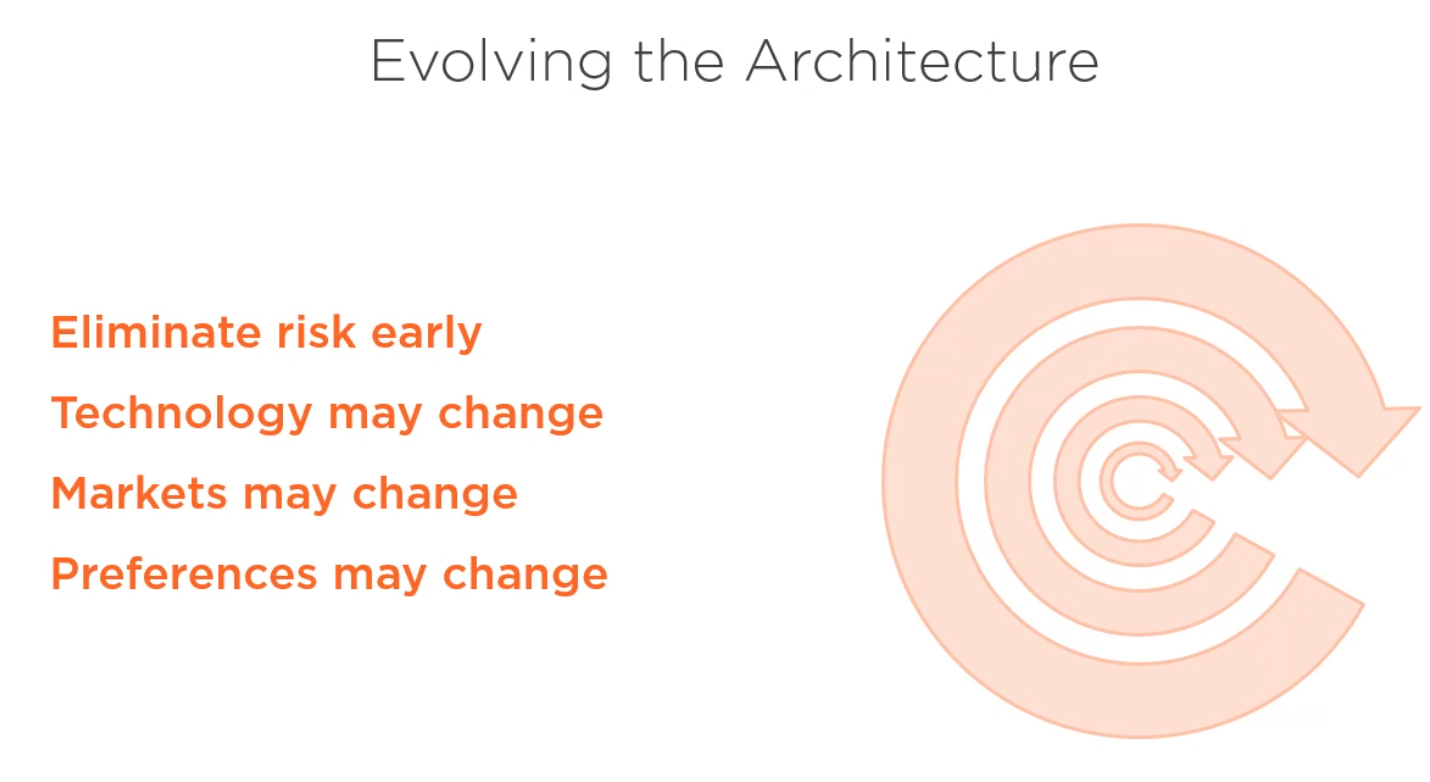 Evolving the Architecture
Eliminate risk early
Technology may change
Markets may change
Preferences may change